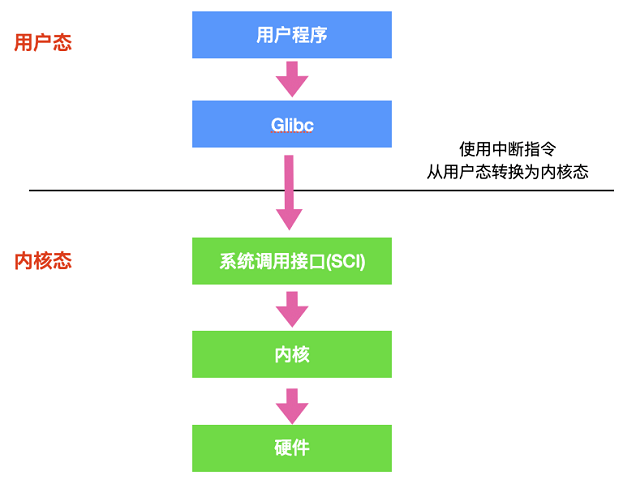 用户态
用户程序
Glibc
使用中断指令
从用户态转换为内核态
内核态
系统调用接口(SCI)
内核
硬件